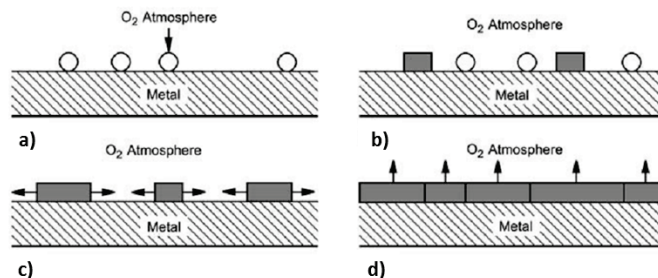 O₂ Atmosphere
Metal
a)
O₂ Atmosphere
Metal
b)
O₂ Atmosphere
Metal
c)
O₂ Atmosphere
Metal
d)